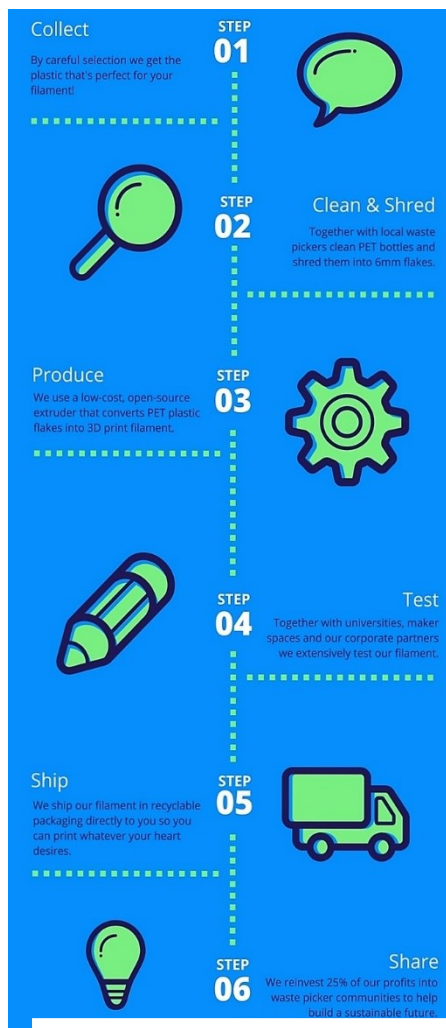 Collect
STEP
01
By careful selection we get the
plastic that's perfect for your
filament!
STEP
02
Clean & Shred
Together with local waste
pickers clean PET bottles and
shred them into 6mm flakes.
Produce
STEP
03
We use a low-cost, open-source
extruder that converts PET plastic
flakes into 3D print filament.
STEP
04
Test
Together with universities, maker
spaces and our corporate partners
we extensively test our filament.
Ship
STEP
05
We ship our filament in recyclable
packaging directly to you so you
can print whatever your heart
desires.
STEP
06
Share
We reinvest 25% of our profits into
waste picker communities to help
build a sustainable future.